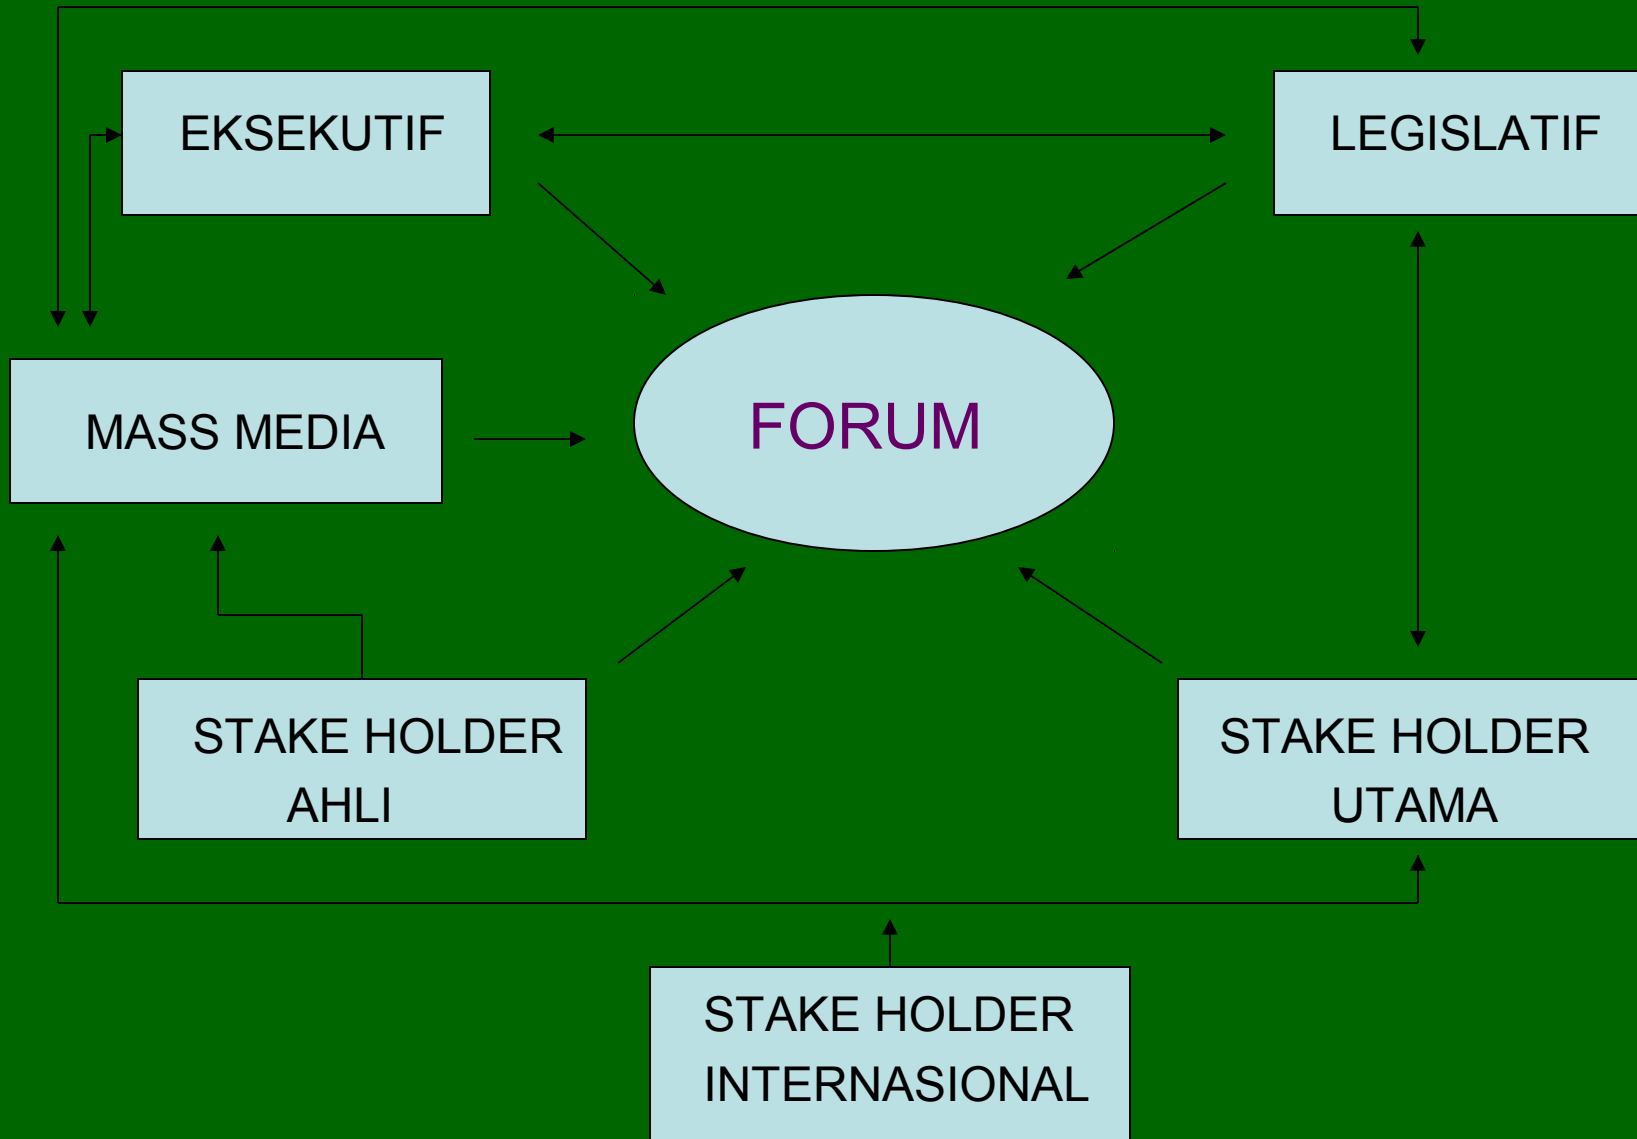 EKSEKUTIF
LEGISLATIF
FORUM
MASS MEDIA
STAKE HOLDER
AHLI
STAKE HOLDER
UTAMA
STAKE HOLDER
INTERNASIONAL